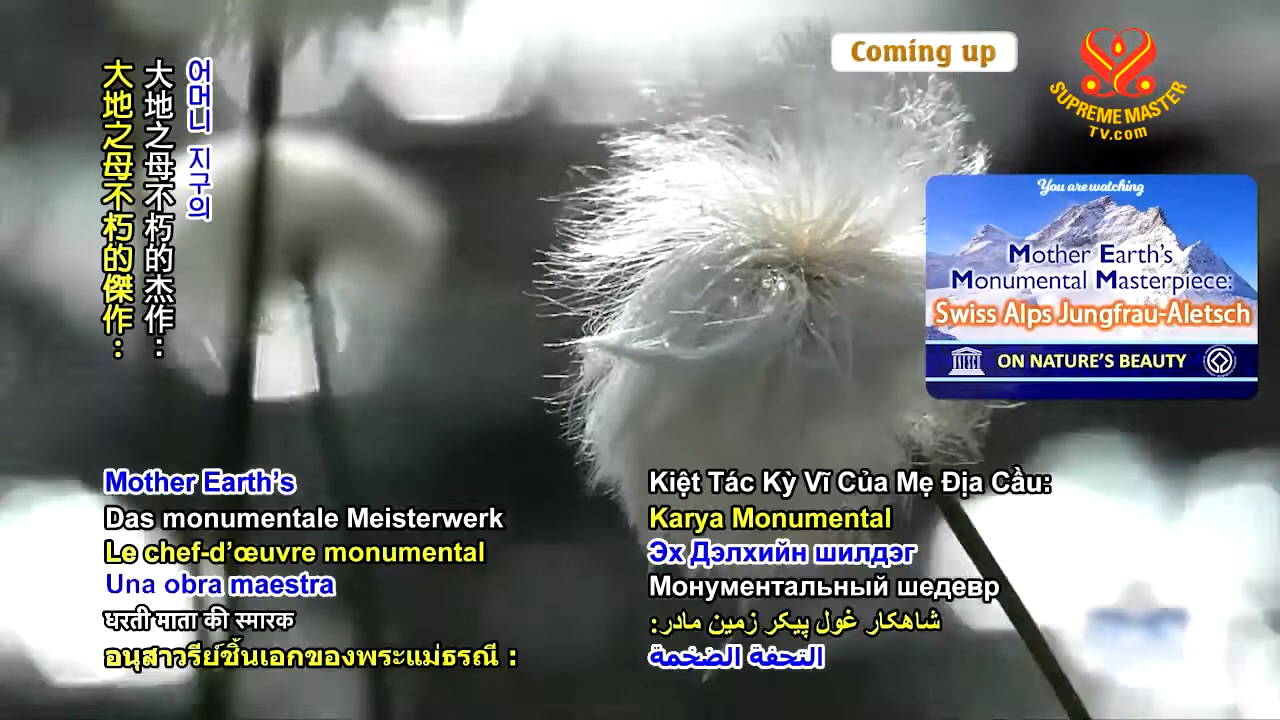 Coming up
SUPREME MASTER
TV.com
어머니 지구의
大地之母不朽的杰作：
大地之母不朽的傑作：
You are watching
Mother Earth's
Monumental Masterpiece:
Swiss Alps Jungfrau-Aletsch
ON NATURE'S BEAUTY
Mother Earth's
Das monumentale Meisterwerk
Le chef-d'œuvre monumental
Una obra maestra
धरती माता की स्मारक
อนุสาวรีย์ชิ้นเอกของพระแม่ธรณี :
Kiệt Tác Kỳ Vĩ Của Mẹ Địa Cầu:
Karya Monumental
Эх Дэлхийн шилдэг
Монументальный шедевр
شاهکار غول پیکر زمین مادر:
التحفة الضخمة